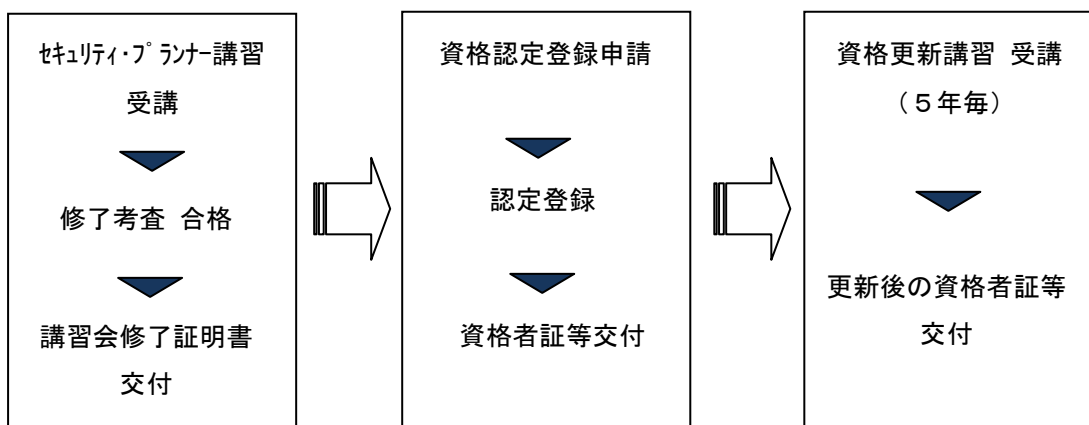 ｾｷｭﾘﾃｨ・ﾌﾟランナー講習
受講
修了考査 合格
講習会修了証明書
交付
資格認定登録申請
認定登録
資格者証等交付
資格更新講習 受講
（５年毎）
更新後の資格者証等
交付